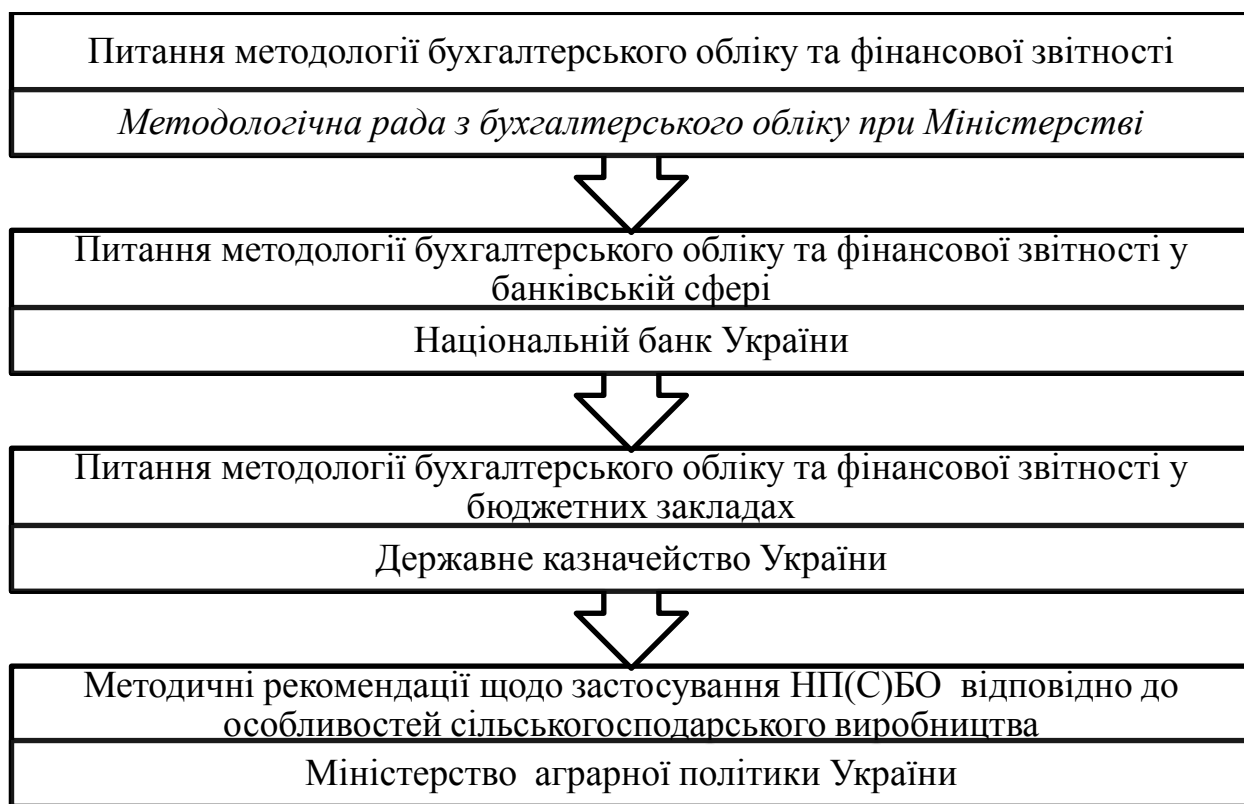 Питання методології бухгалтерського обліку та фінансової звітності
Методологічна рада з бухгалтерського обліку при Міністерстві
Питання методології бухгалтерського обліку та фінансової звітності у
банківській сфері
Національній банк України
Питання методології бухгалтерського обліку та фінансової звітності у
бюджетних закладах
Державне казначейство України
Методичні рекомендації щодо застосування НП(С)БО відповідно до
особливостей сільськогосподарського виробництва
Міністерство аграрної політики України